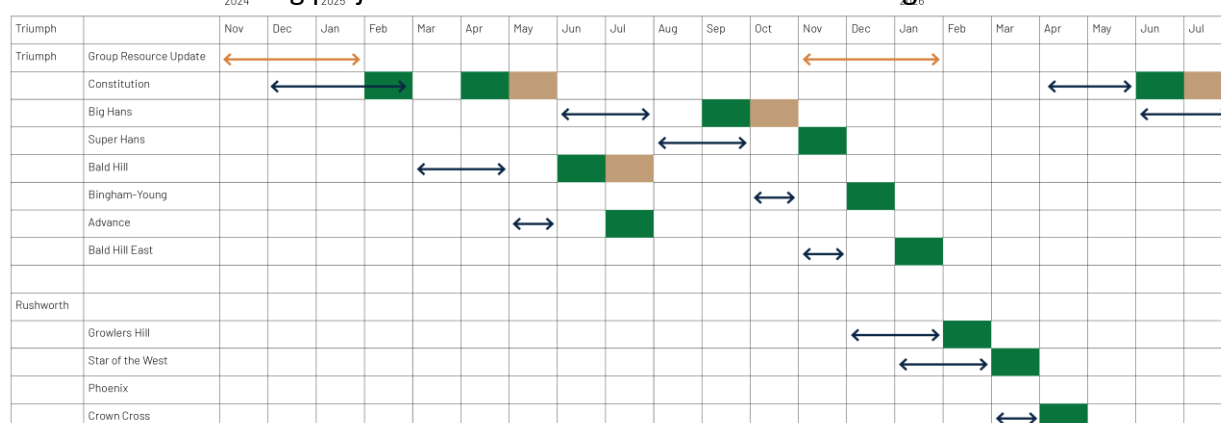 2024 2025 2026
Triumph Nov Dec Jan Feb Mar Apr May Jun Jul Aug Sep Oct Nov Dec Jan Feb Mar Apr May Jun Jul
Triumph Group Resource Update
Constitution
Big Hans
Super Hans
Bald Hill
Bingham-Young
Advance
Bald Hill East
Rushworth
Growlers Hill
Star of the West
Phoenix
Crown Cross